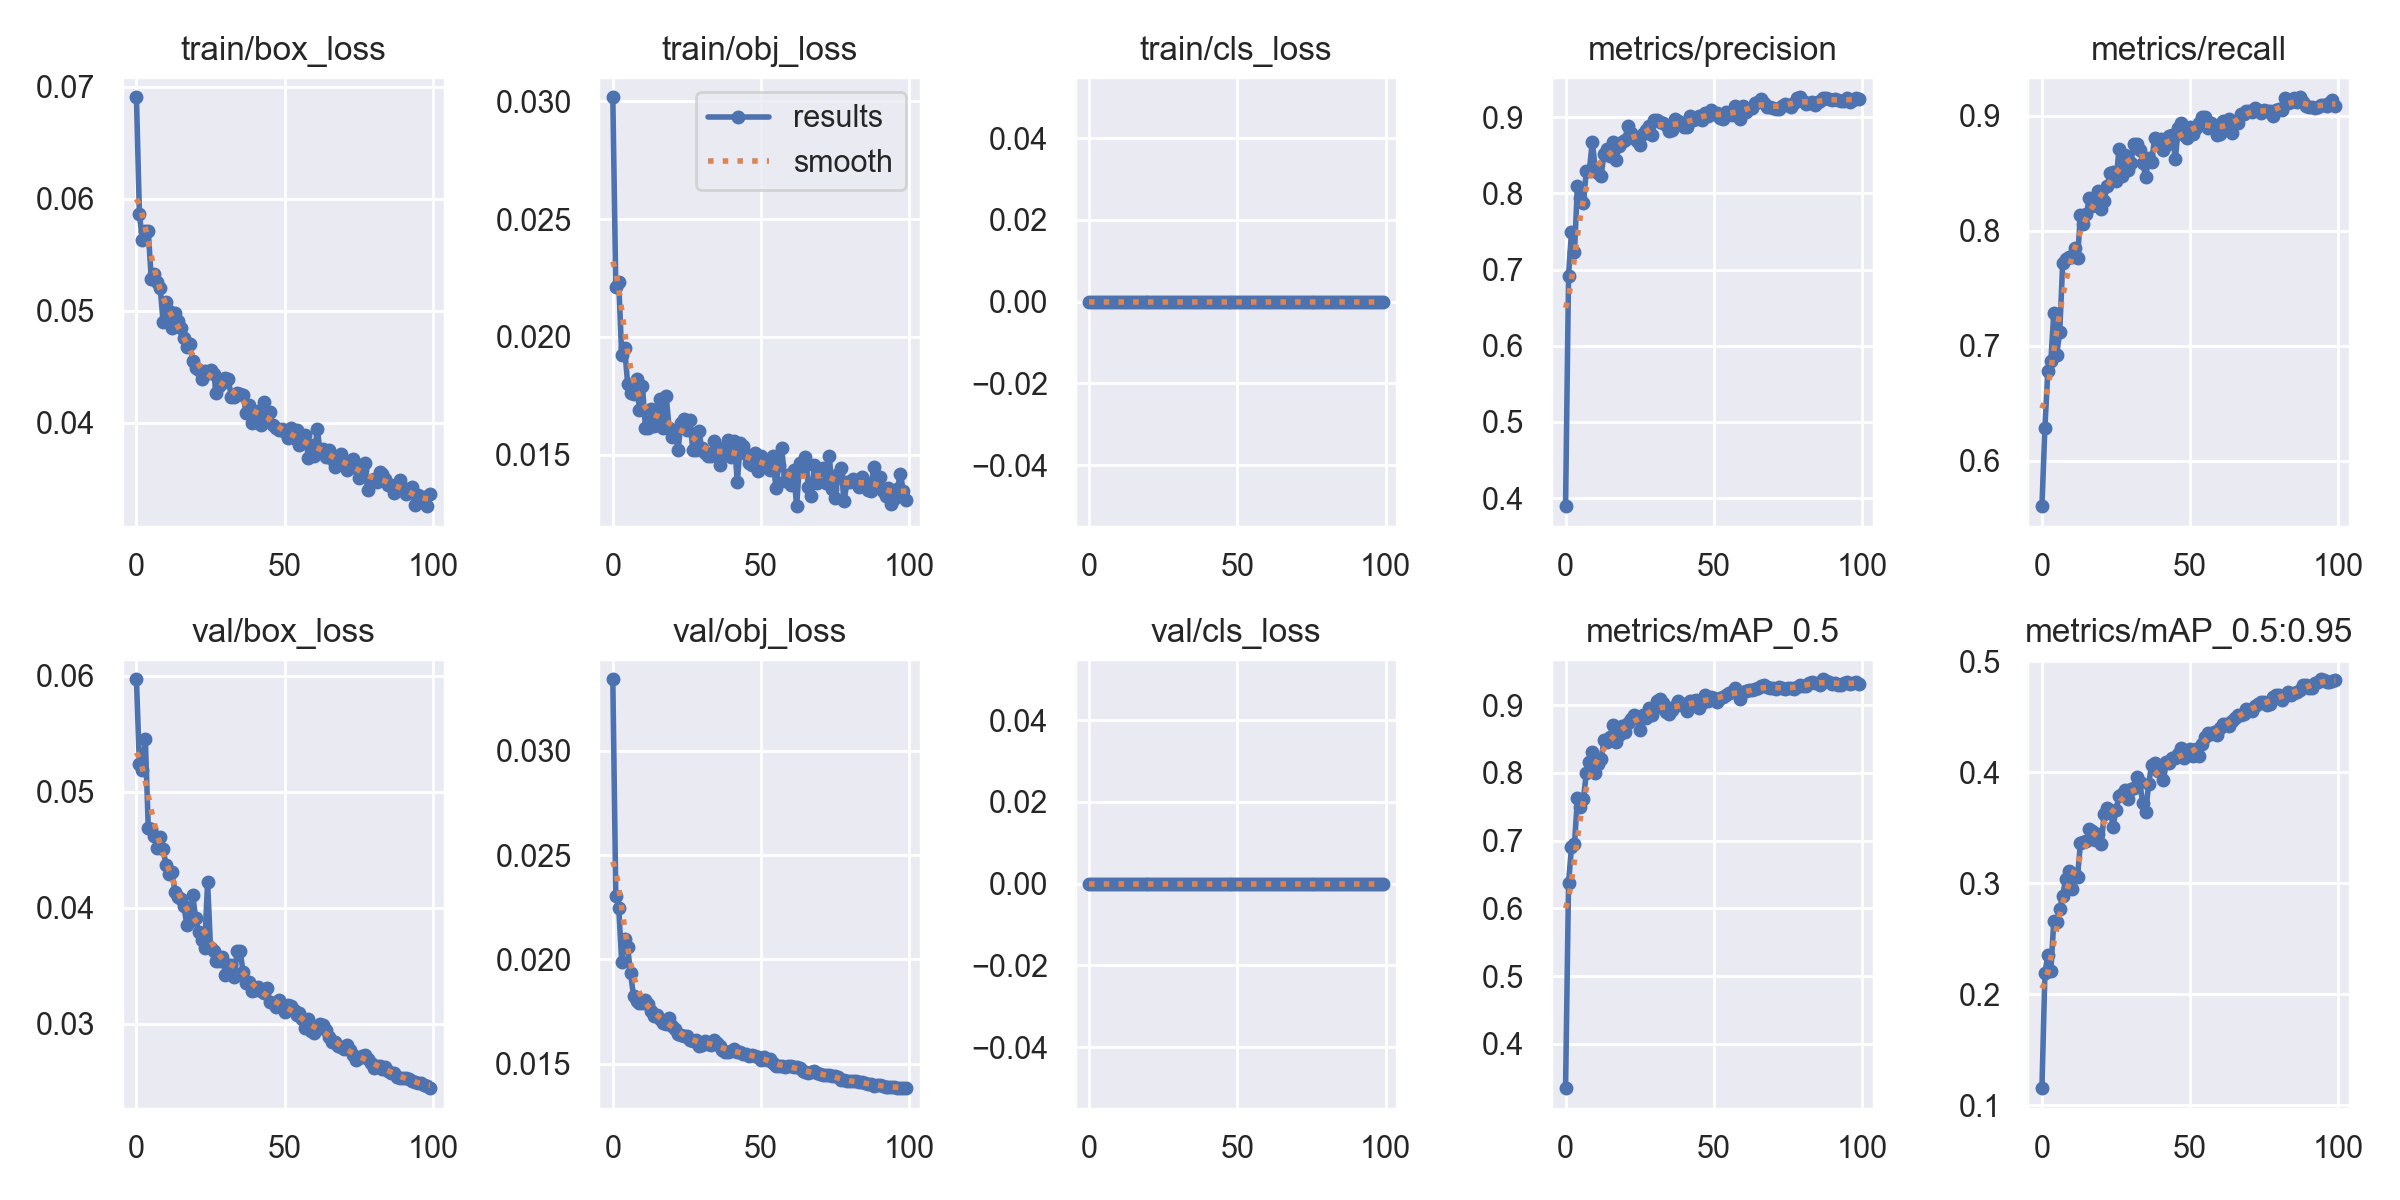 train/box_loss
0.07
0.06
0.05
0.04
0 50 100
train/obj_loss
results
smooth
0.030
0.025
0.020
0.015
0 50 100
train/cls_loss
0.04
0.02
0.00
−0.02
−0.04
0 50 100
metrics/precision
0.9
0.8
0.7
0.6
0.5
0.4
0 50 100
metrics/recall
0.9
0.8
0.7
0.6
0 50 100
val/box_loss
0.06
0.05
0.04
0.03
0 50 100
val/obj_loss
0.030
0.025
0.020
0.015
0 50 100
val/cls_loss
0.04
0.02
0.00
−0.02
−0.04
0 50 100
metrics/mAP_0.5
0.9
0.8
0.7
0.6
0.5
0.4
0 50 100
metrics/mAP_0.5:0.95
0.5
0.4
0.3
0.2
0.1
0 50 100